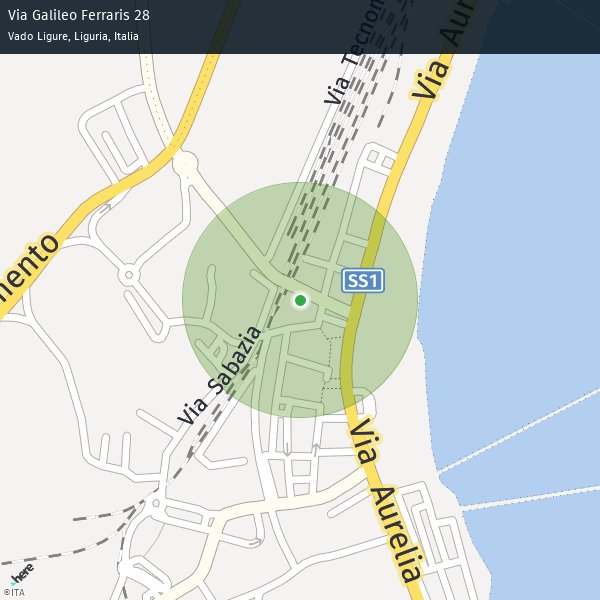 Via Galileo Ferraris 28
Vado Ligure, Liguria, Italia
Via Tecnom
Via Aur
mento
SS1
Via Sabazia
Via Aurelia
here
©ITA